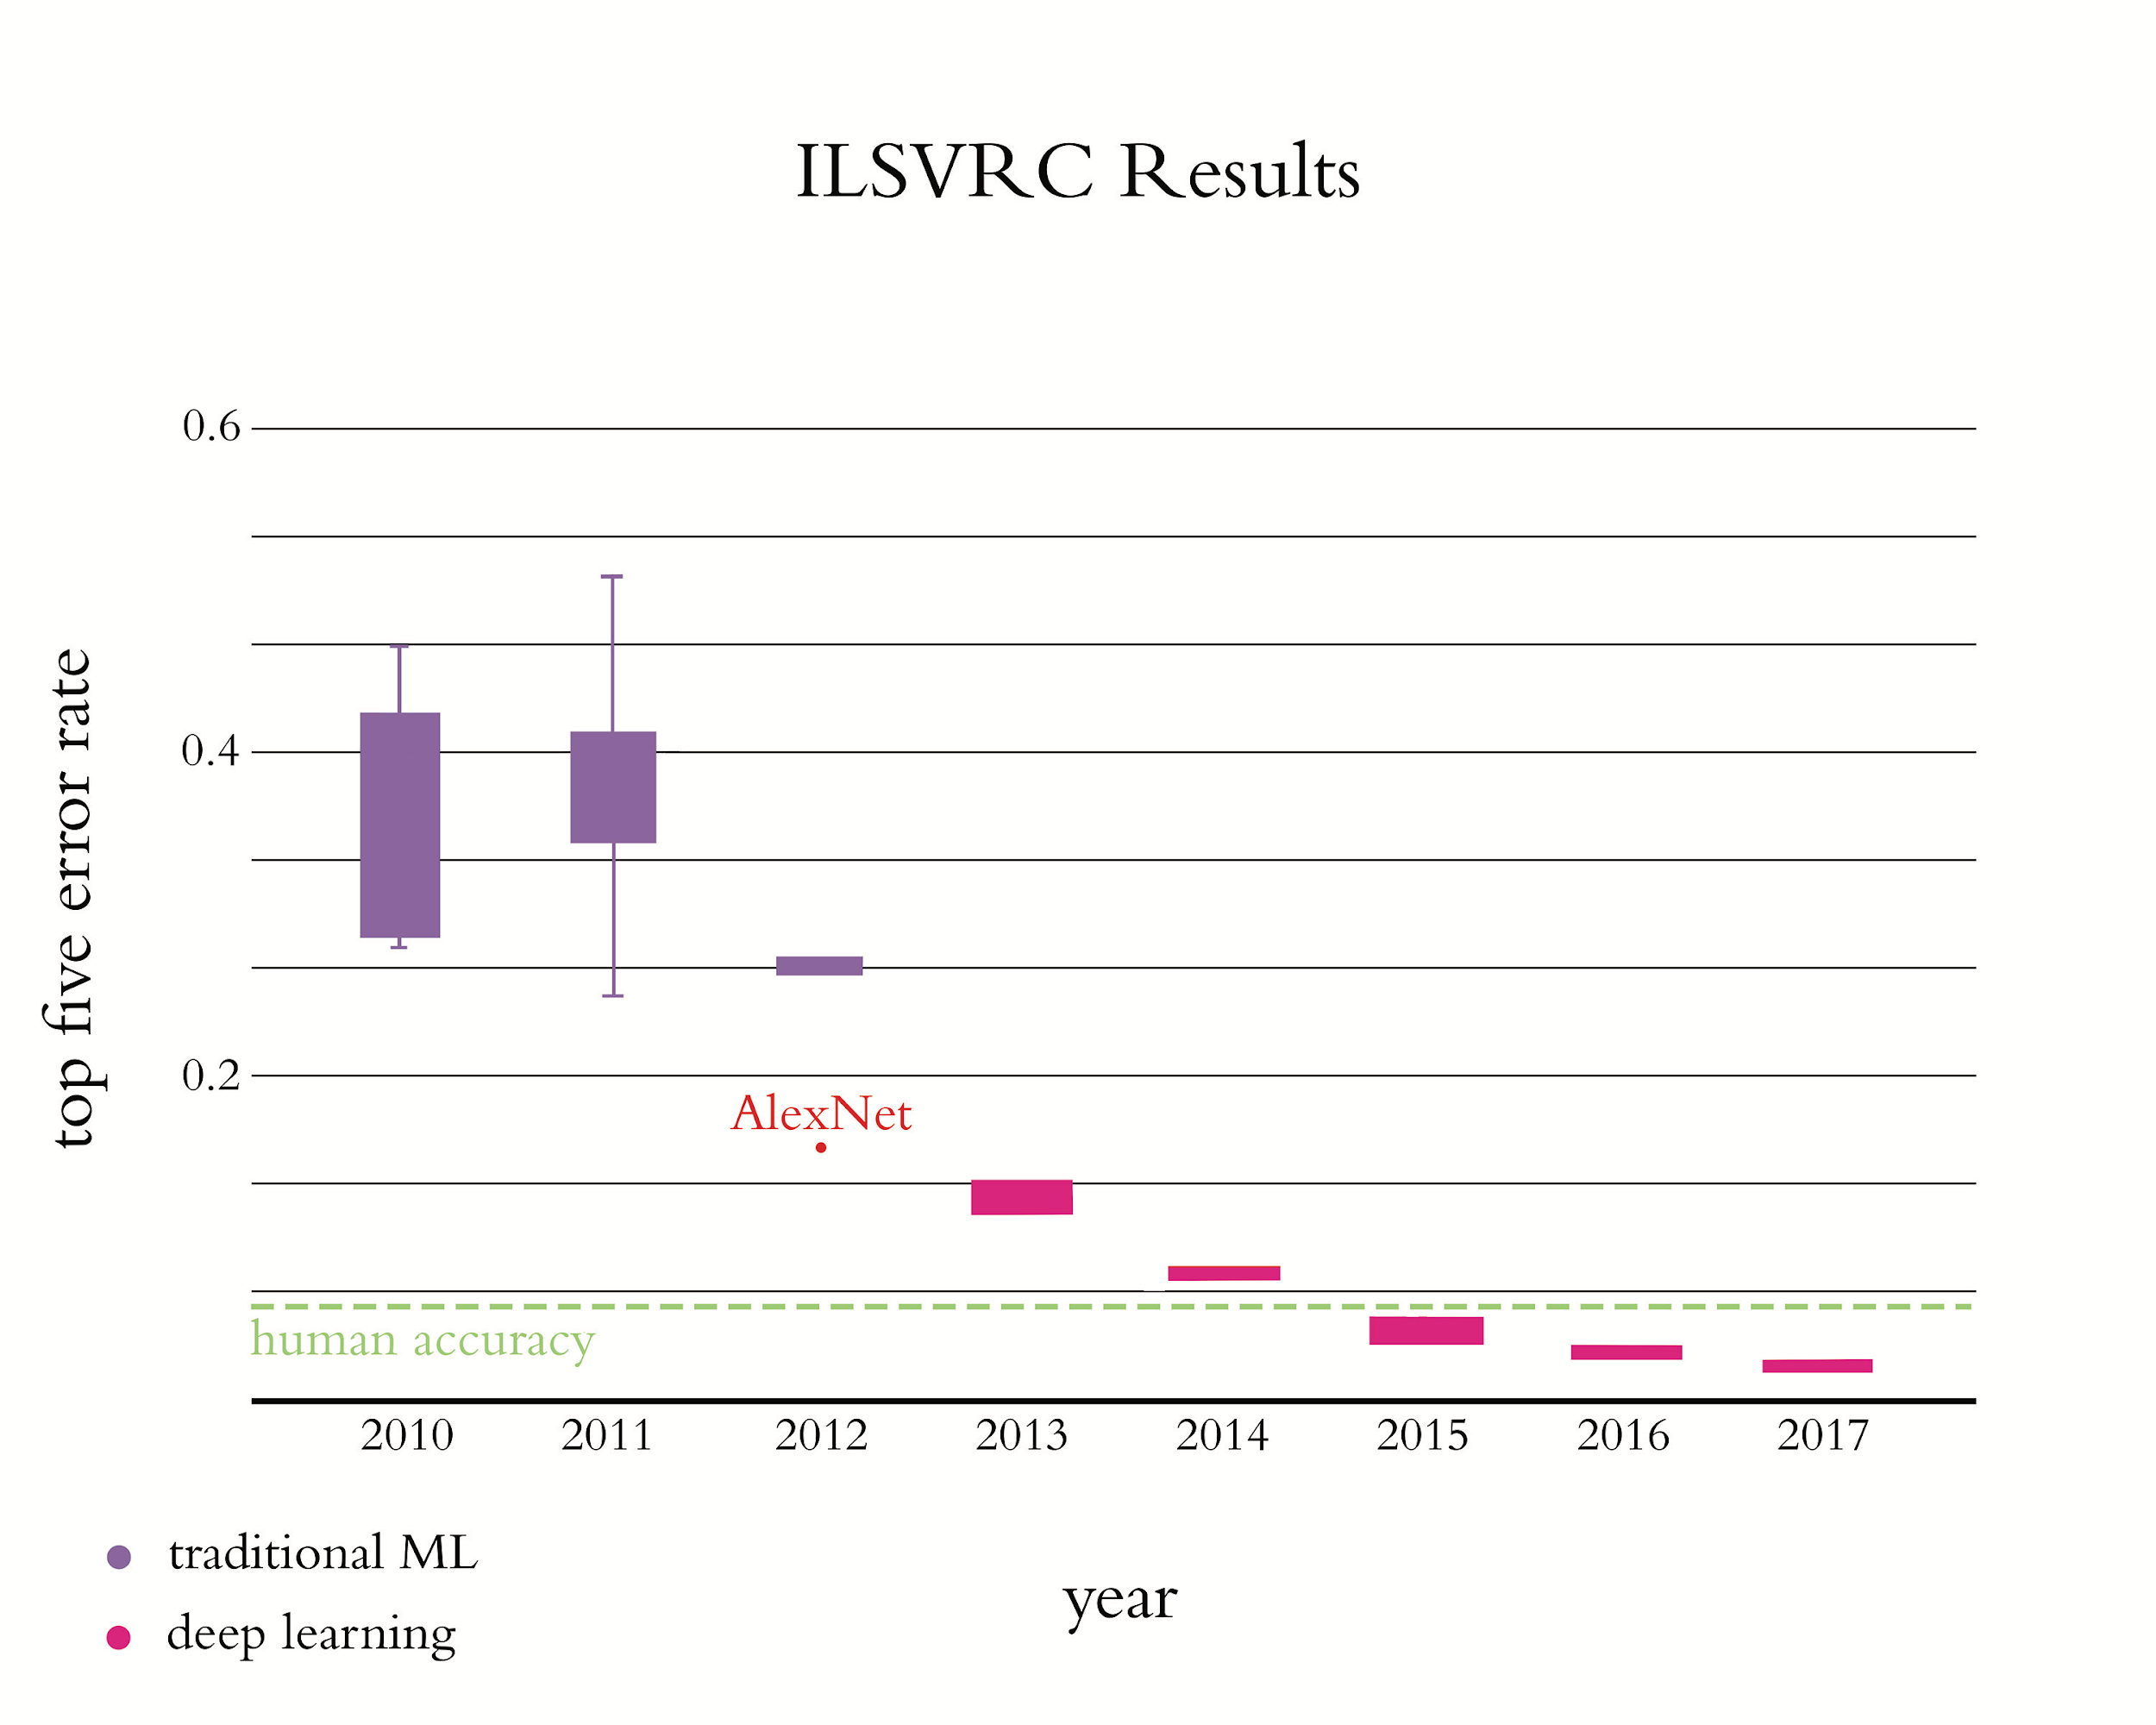 ILSVRC Results
top five error rate
0.6
0.4
0.2
AlexNet
human accuracy
2010 2011 2012 2013 2014 2015 2016 2017
year
traditional ML
deep learning